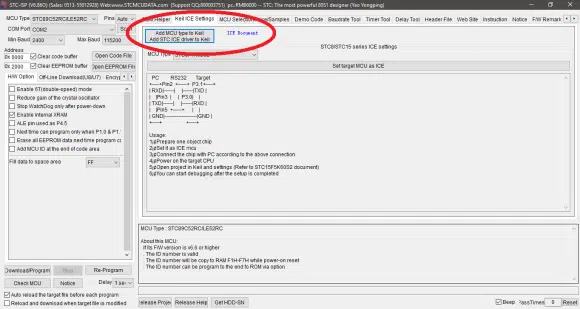 STC-ISP (V6.86O) (Sales: 0513-55012928) Web:www.STCMCUDATA.com (Support QQ:800003751) pc_RM86000 -- STC: The most powerful 8051 designer (Yao Yongping)
MCU Type STC89C52RC/LE52RC Pins Auto
COM Port COM2
Min Baud 2400 Max Baud 115200
Address
0x 0000 Clear code buffer Open Code File
0x 2000 Clear EEPROM buffer Open EEPROM File
H/W Option Off-Line Download(U8/U7)
Enable 6T(double-speed) mode
Reduce gain of the crystal oscillator
Stop WatchDog only after power-down
Enable internal XRAM
ALE pin used as P4.5
Next time can program only when P1.0 & P1.
Erase all EEPROM data next time program co
Add MCU ID at the end of code area
Fill data to space area FF
Download/Program Stop Re-Program
Check MCU Notice Delay 1 sec
Auto reload the target file before each program
Reload and download when target file is modified
Helper Keil ICE Settings MCU Selection Samples Demo Code Baudrate Tool Timer Tool Delay Tool Header File Web Site Instruction Notice F/W Remark
Add MCU type to Keil
Add STC ICE driver to Keil
ICE Document
MCU Type
STC8/STC15 series ICE settings
Set target MCU as ICE
PC RS232 Target
+-----+Pin2 +-----+ P3.1+-----+
| RXD|-----| |-----|TXD |
| |Pin3 | | P3.0| |
| TXD|-----| |-----|RXD |
| |Pin5 +-----+ | |
| GND|---------------|GND |
+-----+ +-----+
Usage:
1¡¢Prepare one object chip
2¡¢Set it as ICE mcu
3¡¢Connect the chip with PC according to the above connection
4¡¢Power on the target CPU
5¡¢Open project in Keil and settings (Refer to STC15F5K60S2 document)
6¡¢You can start debugging after the setup is completed
MCU Type : STC89C52RC/LE52RC
About this MCU:
If its F/W version is v6.6 or higher
. The ID number is valid
. The ID number will be copy to RAM F1H-F7H while power-on reset
. The ID number can be program to the end fo ROM via option
Release Project Release Help Get HDD-SN Beep PassTimes 0 Reset